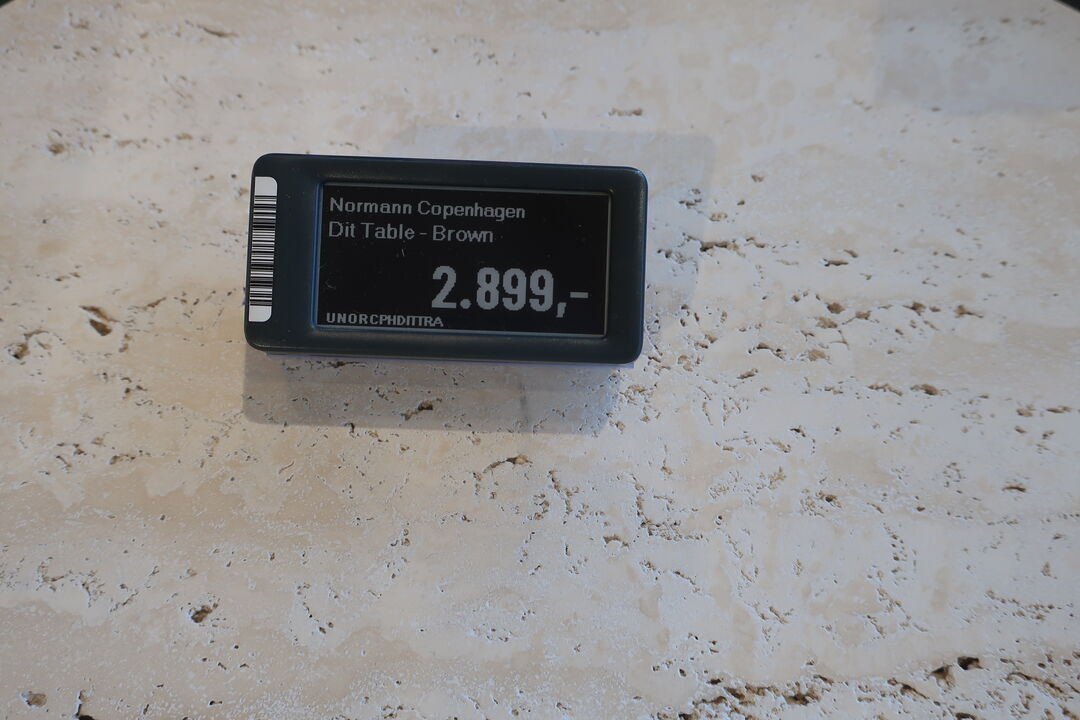 Normann Copenhagen
Dit Table - Brown
2.899,-
UNORCPHDITTRA